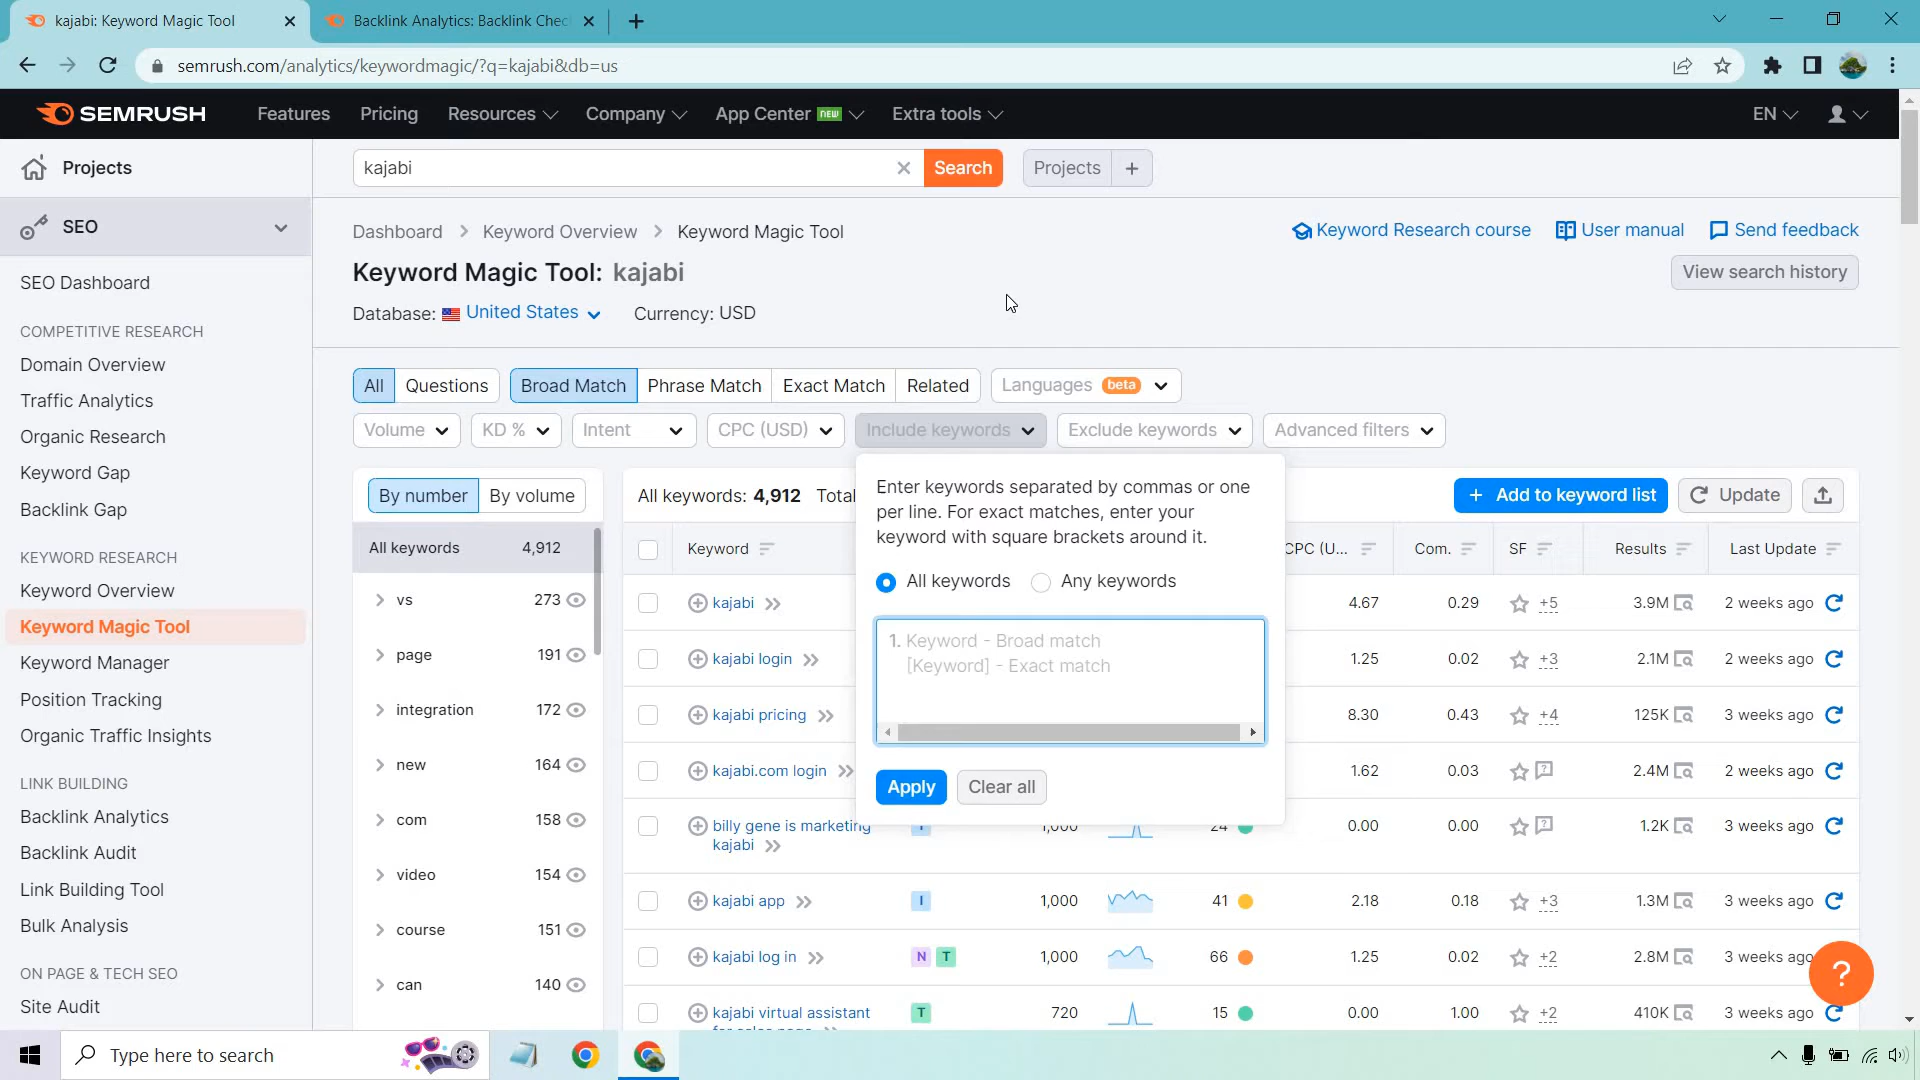 kajabi: Keyword Magic Tool
Backlink Analytics: Backlink Chec
semrush.com/analytics/keywordmagic/?q=kajabi&db=us
SEMRUSH
Features
Pricing
Resources
Company
App Center NEW
Extra tools
EN
Projects
kajabi
Search
Projects
SEO
Dashboard
Keyword Overview
Keyword Magic Tool
Keyword Research course
User manual
Send feedback
Keyword Magic Tool: kajabi
View search history
Database: United States
Currency: USD
SEO Dashboard
COMPETITIVE RESEARCH
Domain Overview
Traffic Analytics
Organic Research
Keyword Gap
Backlink Gap
KEYWORD RESEARCH
Keyword Overview
Keyword Magic Tool
Keyword Manager
Position Tracking
Organic Traffic Insights
LINK BUILDING
Backlink Analytics
Backlink Audit
Link Building Tool
Bulk Analysis
ON PAGE & TECH SEO
Site Audit
All
Questions
Broad Match
Phrase Match
Exact Match
Related
Languages beta
Volume
KD %
Intent
CPC (USD)
Include keywords
Exclude keywords
Advanced filters
By number
By volume
All keywords 4,912
vs 273
page 191
integration 172
new 164
com 158
video 154
course 151
can 140
All keywords: 4,912 Total
+ Add to keyword list
Update
Enter keywords separated by commas or one
per line. For exact matches, enter your
keyword with square brackets around it.
All keywords
Any keywords
1. Keyword - Broad match
[Keyword] - Exact match
Apply
Clear all
Keyword CPC (U... Com. SF Results Last Update
kajabi 4.67 0.29 +5 3.9M 2 weeks ago
kajabi login 1.25 0.02 +3 2.1M 2 weeks ago
kajabi pricing 8.30 0.43 +4 125K 3 weeks ago
kajabi.com login 1.62 0.03 2.4M 2 weeks ago
billy gene is marketing I 1,000 24 0.00 0.00 1.2K 3 weeks ago
kajabi
kajabi app I 1,000 41 2.18 0.18 +3 1.3M 3 weeks ago
kajabi log in N T 1,000 66 1.25 0.02 +2 2.8M 3 weeks ago
kajabi virtual assistant T 720 15 0.00 1.00 +2 410K 3 weeks ago
for sales page
?
Type here to search